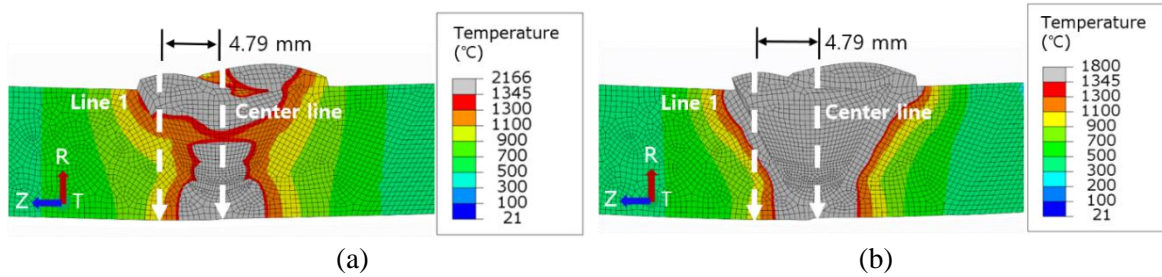 4.79 mm
Line 1
Center line
R
Z
T
Temperature
(℃)
2166
1345
1300
1100
900
700
500
300
100
21
(a)
4.79 mm
Line 1
Center line
R
Z
T
Temperature
(℃)
1800
1345
1300
1100
900
700
500
300
200
100
21
(b)